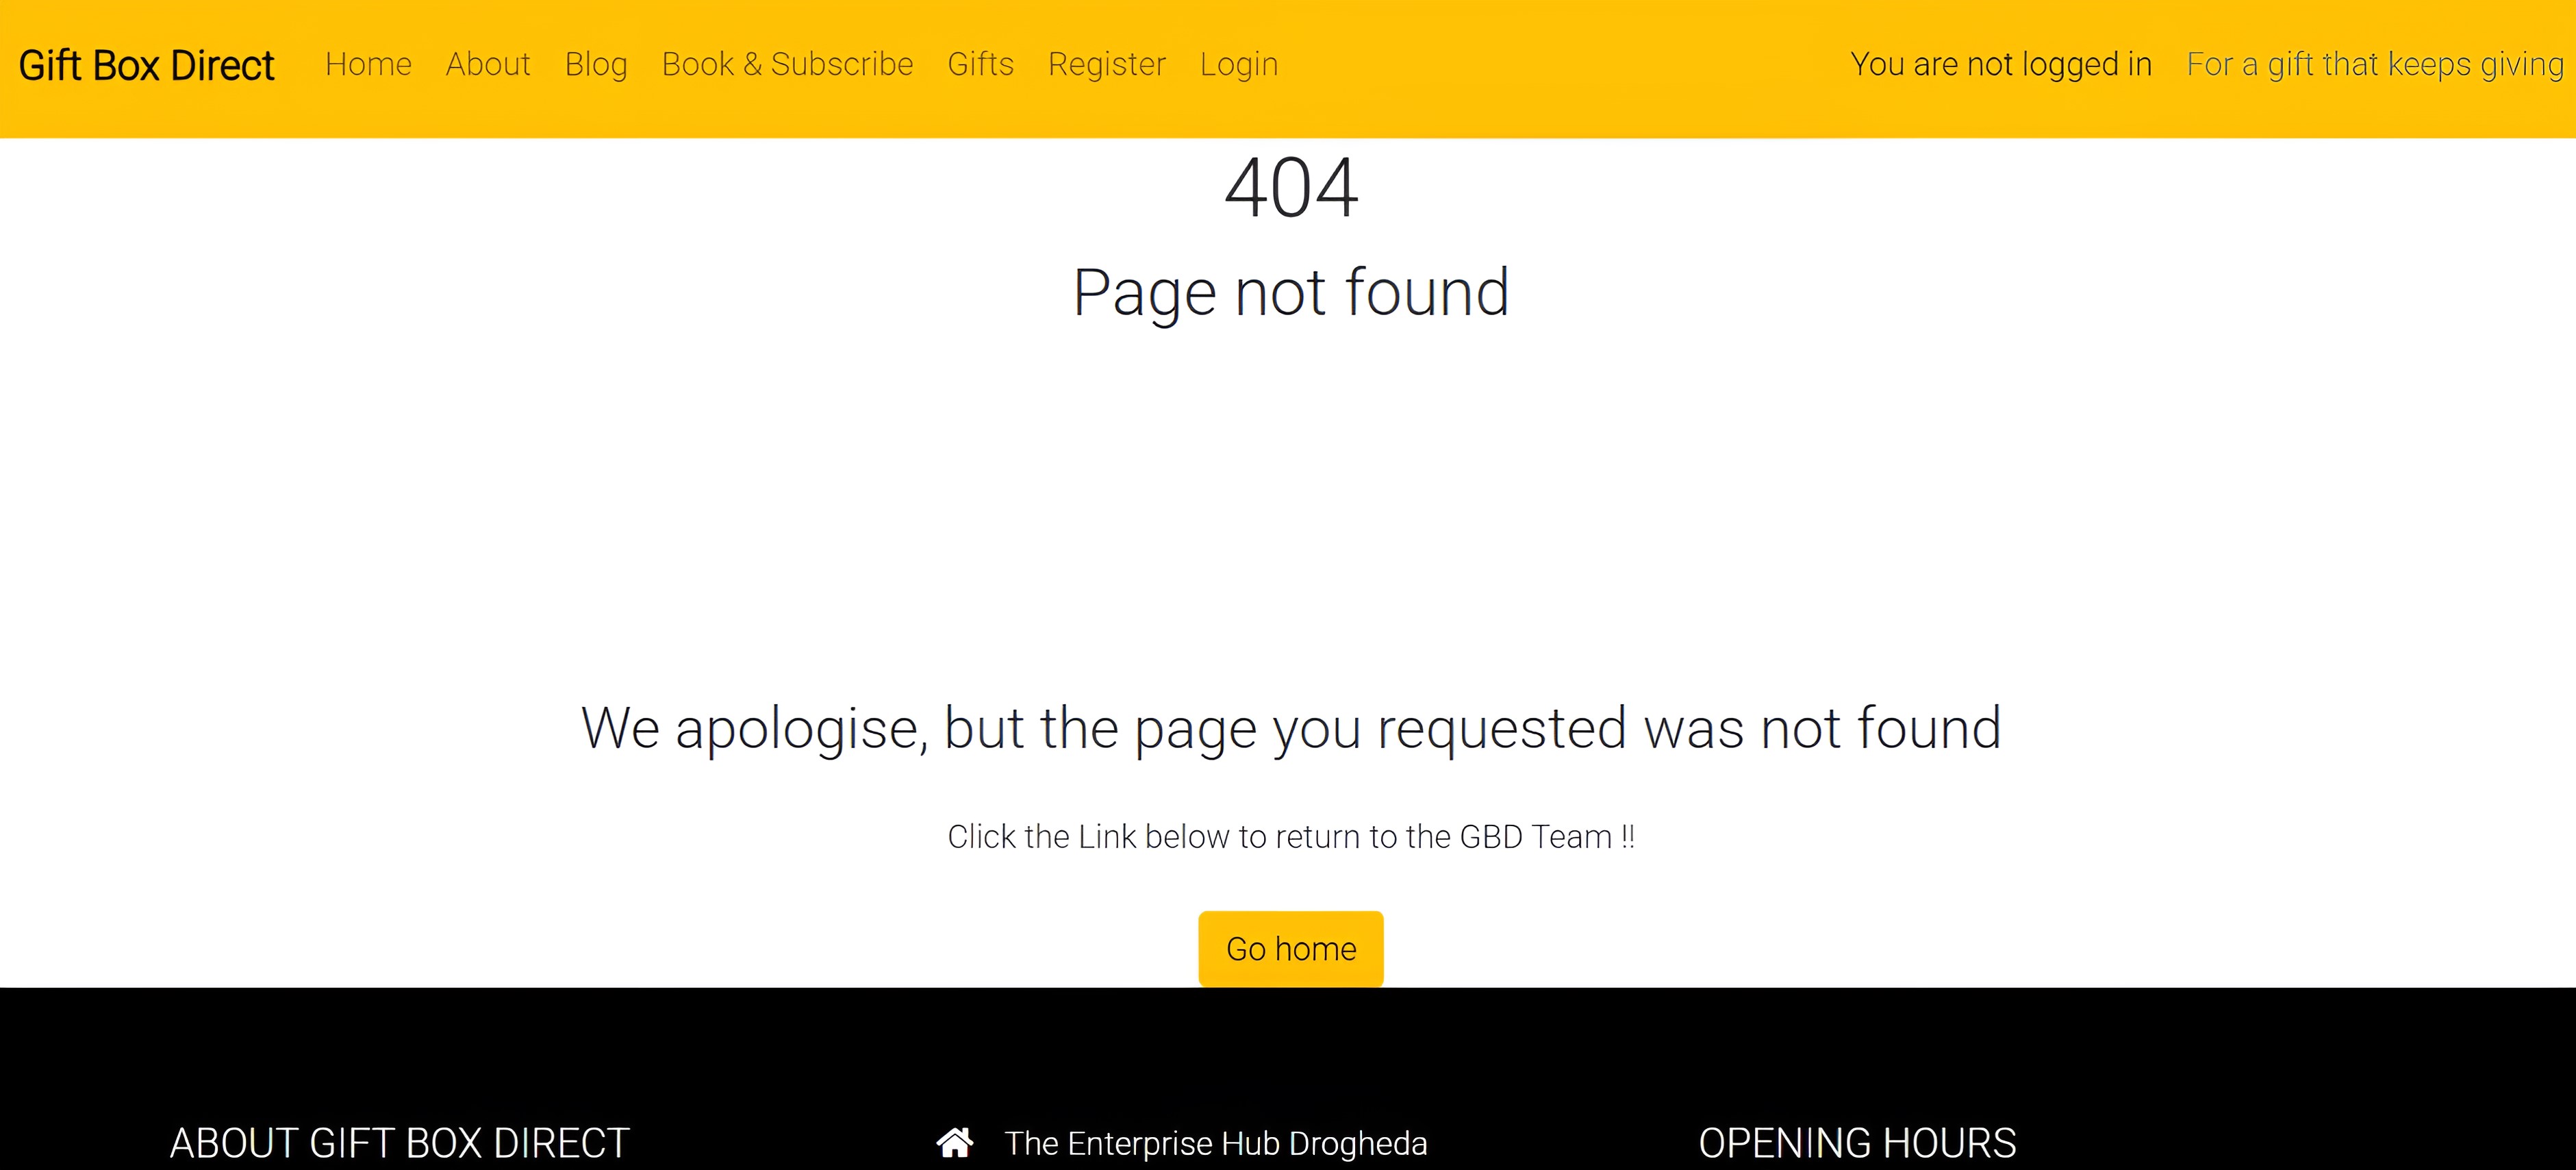 Gift Box Direct Home About Blog Book & Subscribe Gifts Register Login You are not logged in For a gift that keeps giving
404
Page not found
We apologise, but the page you requested was not found
Click the Link below to return to the GBD Team !!
Go home
ABOUT GIFT BOX DIRECT The Enterprise Hub Drogheda OPENING HOURS